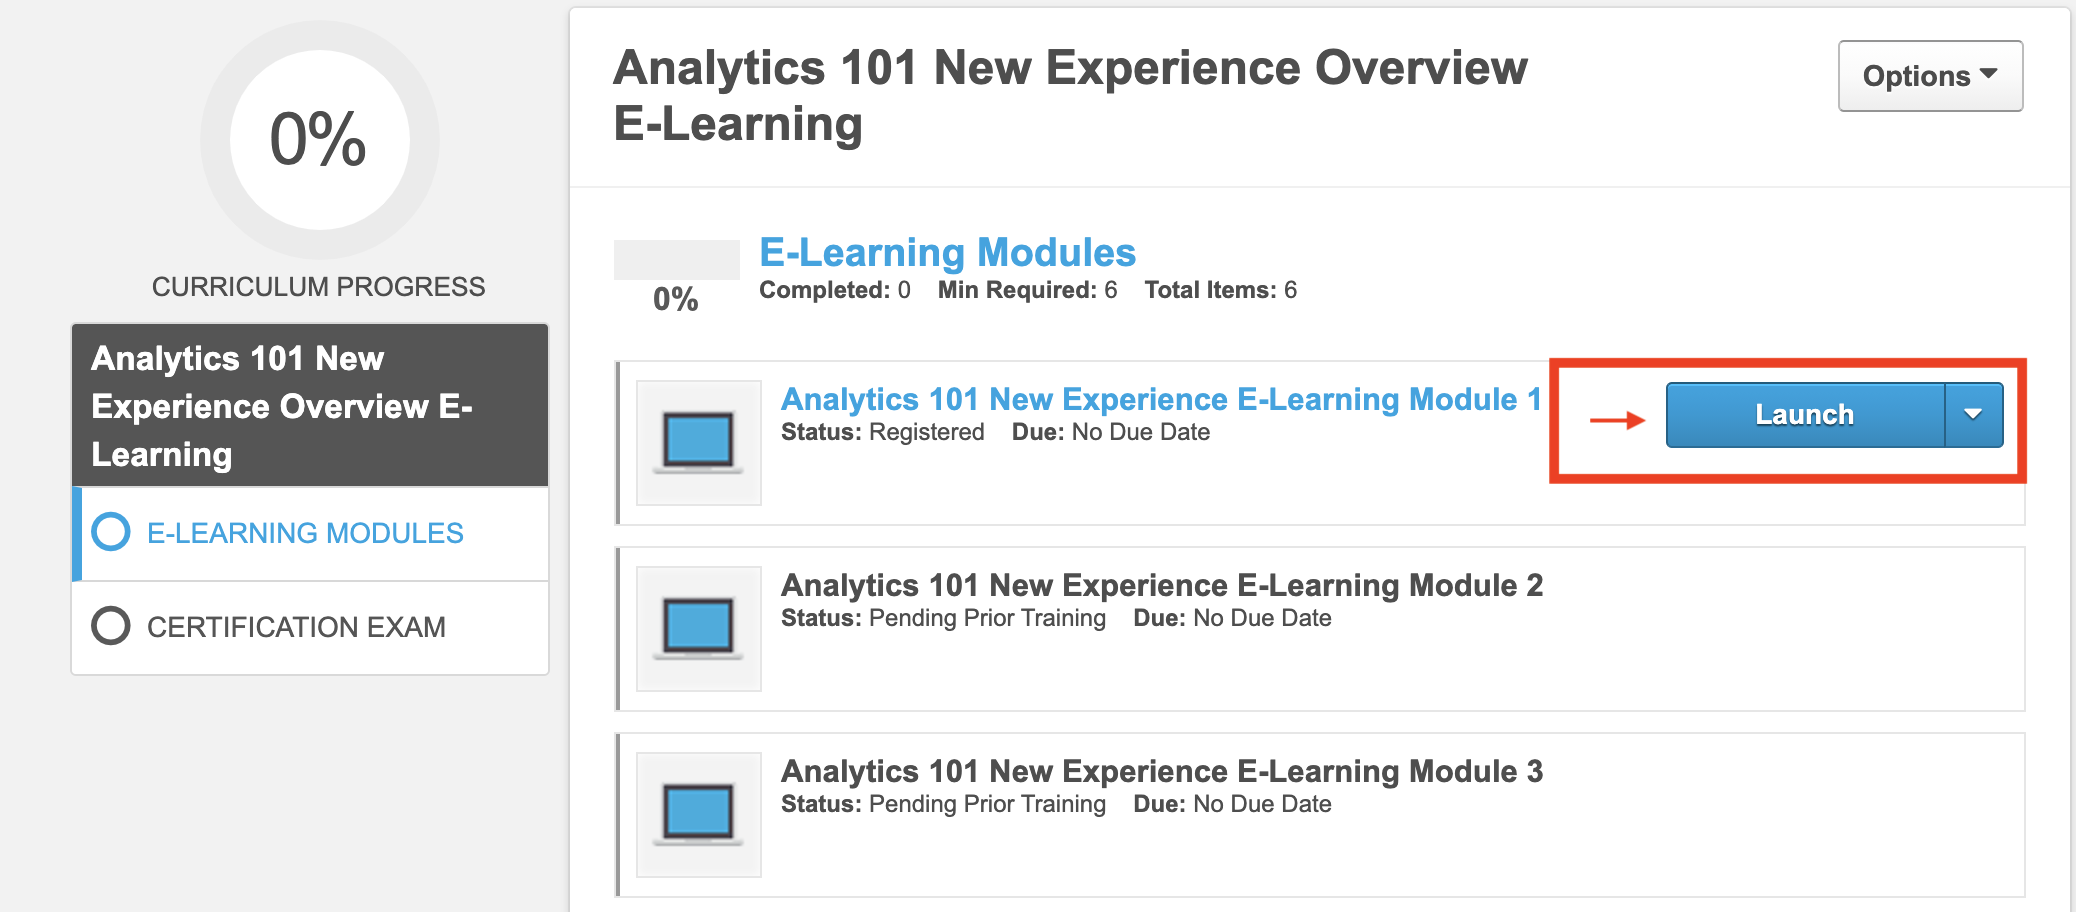 0%
CURRICULUM PROGRESS
Analytics 101 New
Experience Overview E-
Learning
E-LEARNING MODULES
CERTIFICATION EXAM
Analytics 101 New Experience Overview
E-Learning
Options
E-Learning Modules
0%
Completed: 0 Min Required: 6 Total Items: 6
Analytics 101 New Experience E-Learning Module 1
Status: Registered Due: No Due Date
Launch
Analytics 101 New Experience E-Learning Module 2
Status: Pending Prior Training Due: No Due Date
Analytics 101 New Experience E-Learning Module 3
Status: Pending Prior Training Due: No Due Date